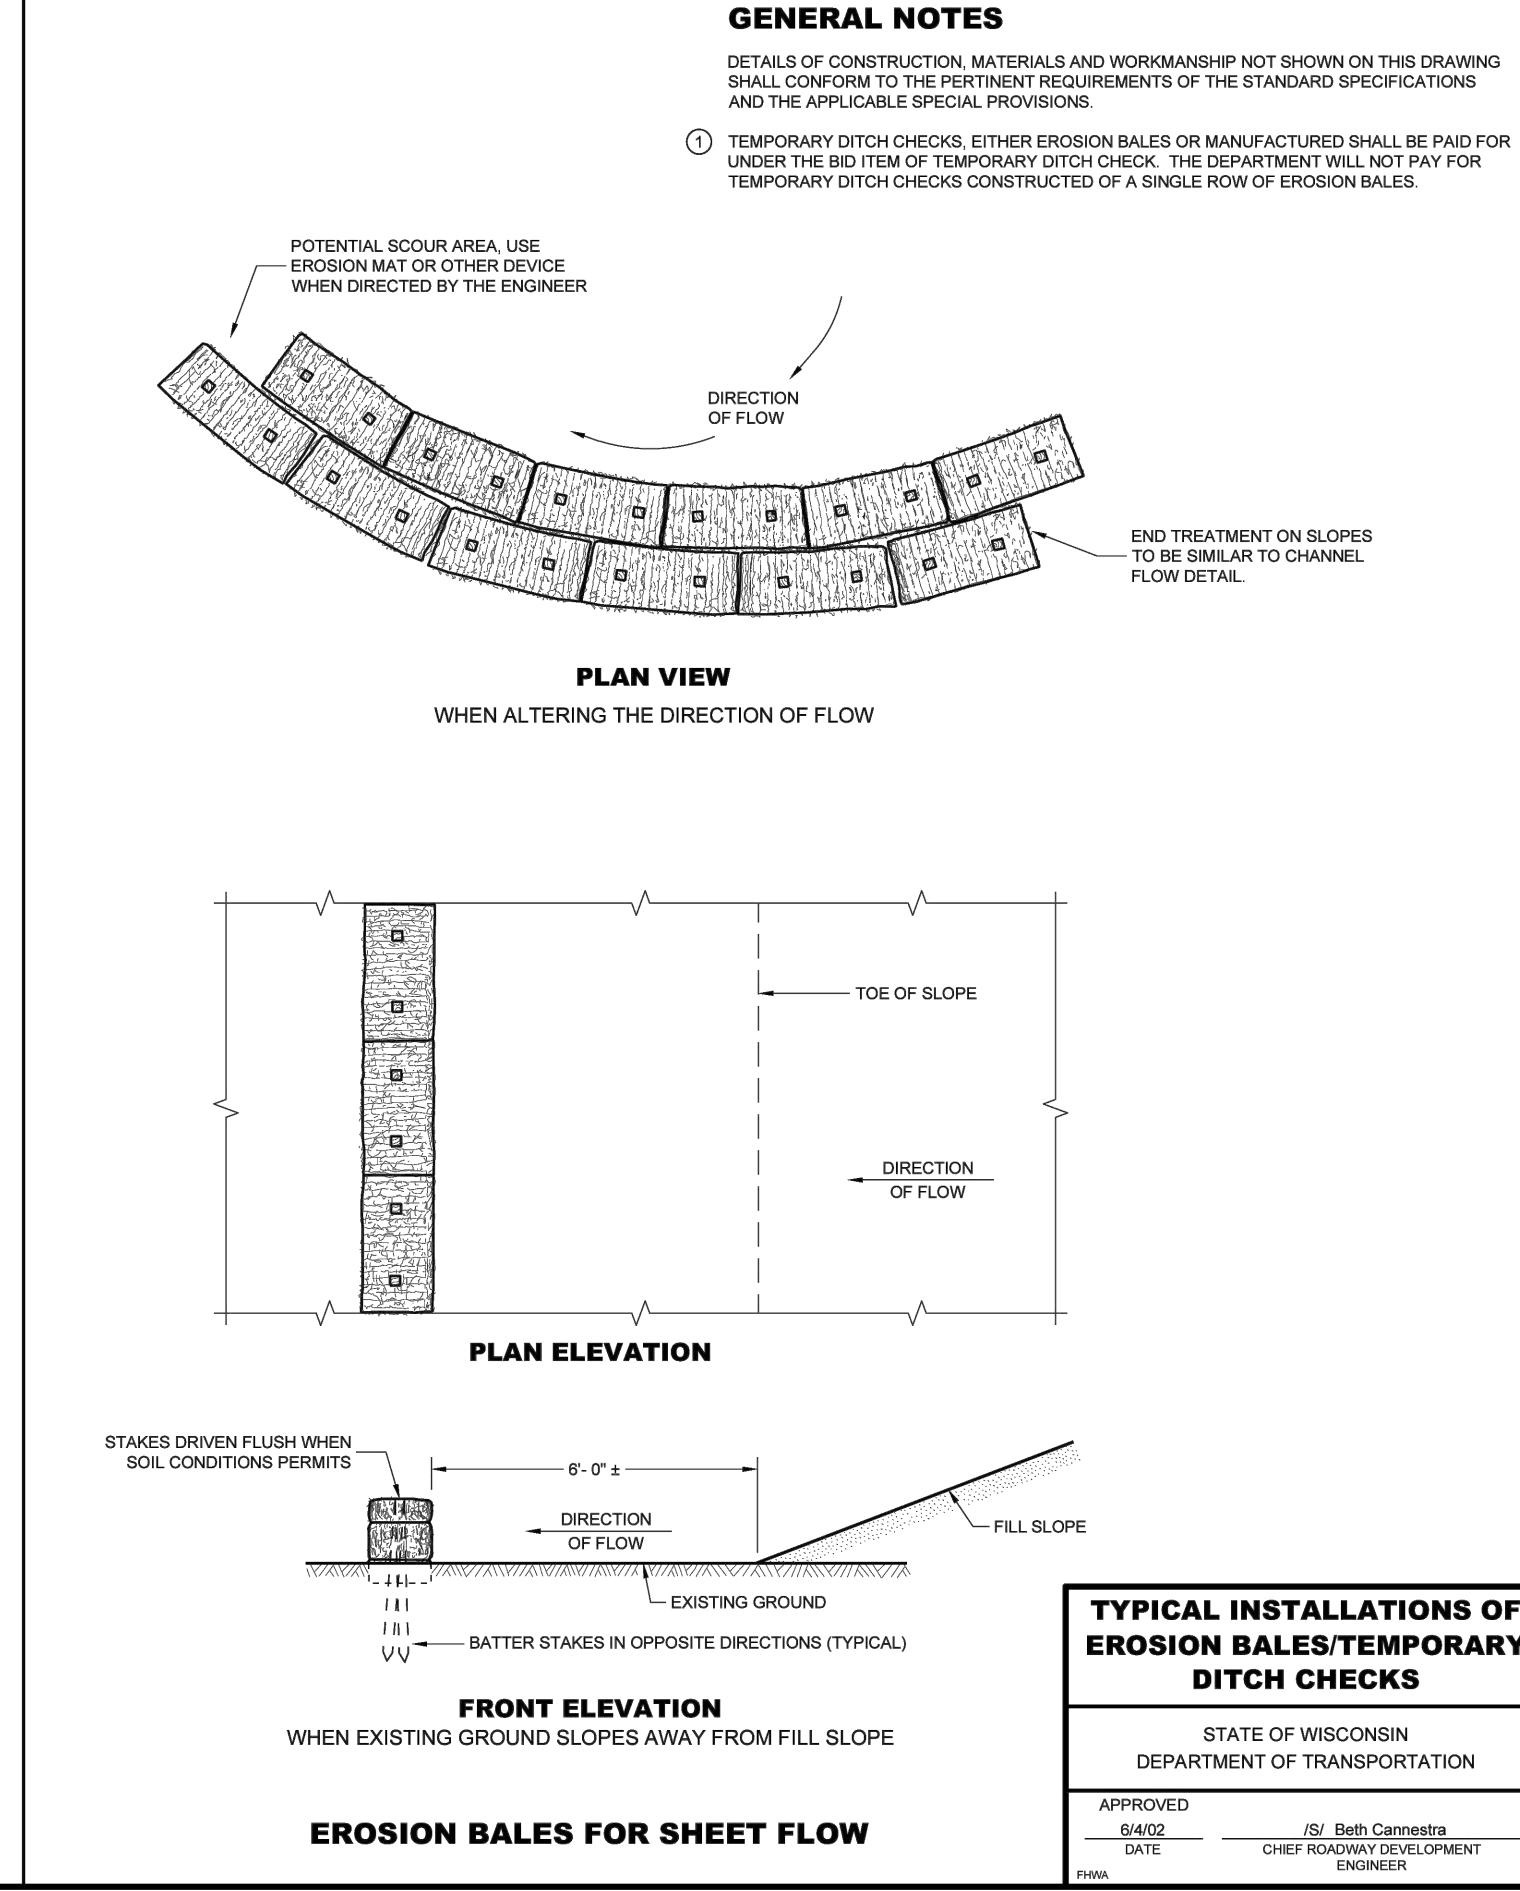 GENERAL NOTES
DETAILS OF CONSTRUCTION, MATERIALS AND WORKMANSHIP NOT SHOWN ON THIS DRAWING
SHALL CONFORM TO THE PERTINENT REQUIREMENTS OF THE STANDARD SPECIFICATIONS
AND THE APPLICABLE SPECIAL PROVISIONS.
1 TEMPORARY DITCH CHECKS, EITHER EROSION BALES OR MANUFACTURED SHALL BE PAID FOR
UNDER THE BID ITEM OF TEMPORARY DITCH CHECK. THE DEPARTMENT WILL NOT PAY FOR
TEMPORARY DITCH CHECKS CONSTRUCTED OF A SINGLE ROW OF EROSION BALES.
POTENTIAL SCOUR AREA, USE
EROSION MAT OR OTHER DEVICE
WHEN DIRECTED BY THE ENGINEER
DIRECTION
OF FLOW
END TREATMENT ON SLOPES
TO BE SIMILAR TO CHANNEL
FLOW DETAIL.
PLAN VIEW
WHEN ALTERING THE DIRECTION OF FLOW
TOE OF SLOPE
DIRECTION
OF FLOW
PLAN ELEVATION
STAKES DRIVEN FLUSH WHEN
SOIL CONDITIONS PERMITS
6'- 0" ±
DIRECTION
OF FLOW
FILL SLOPE
EXISTING GROUND
BATTER STAKES IN OPPOSITE DIRECTIONS (TYPICAL)
FRONT ELEVATION
WHEN EXISTING GROUND SLOPES AWAY FROM FILL SLOPE
EROSION BALES FOR SHEET FLOW
TYPICAL INSTALLATIONS OF
EROSION BALES/TEMPORARY
DITCH CHECKS
STATE OF WISCONSIN
DEPARTMENT OF TRANSPORTATION
APPROVED
6/4/02 /S/ Beth Cannestra
DATE CHIEF ROADWAY DEVELOPMENT
ENGINEER
FHWA